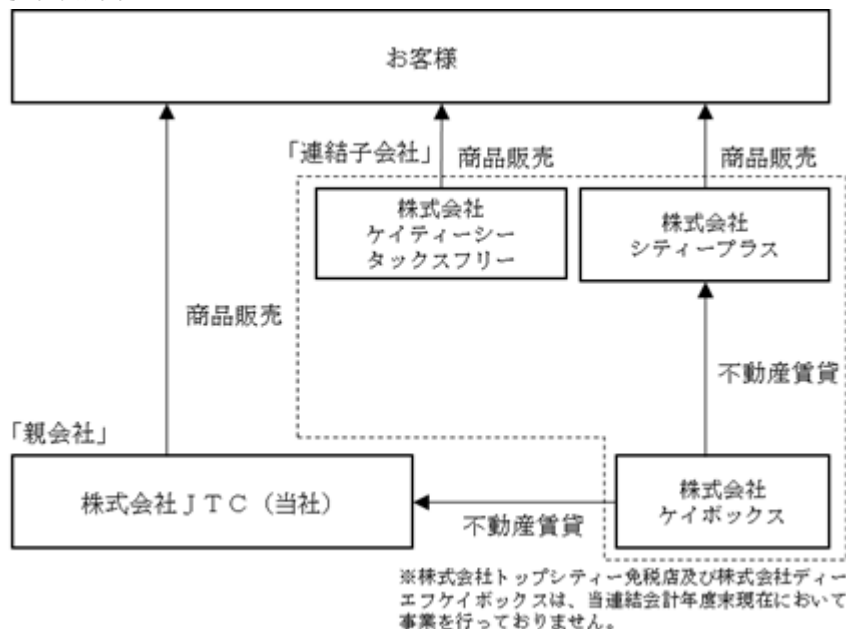 お客様
「連結子会社」
商品販売
商品販売
株式会社
ケイティーシー
タックスフリー
株式会社
シティープラス
商品販売
不動産賃貸
「親会社」
株式会社ＪＴＣ（当社）
不動産賃貸
株式会社
ケイボックス
※株式会社トップシティー免税店及び株式会社ディー
エフケイボックスは、当連結会計年度末現在において
事業を行っておりません。